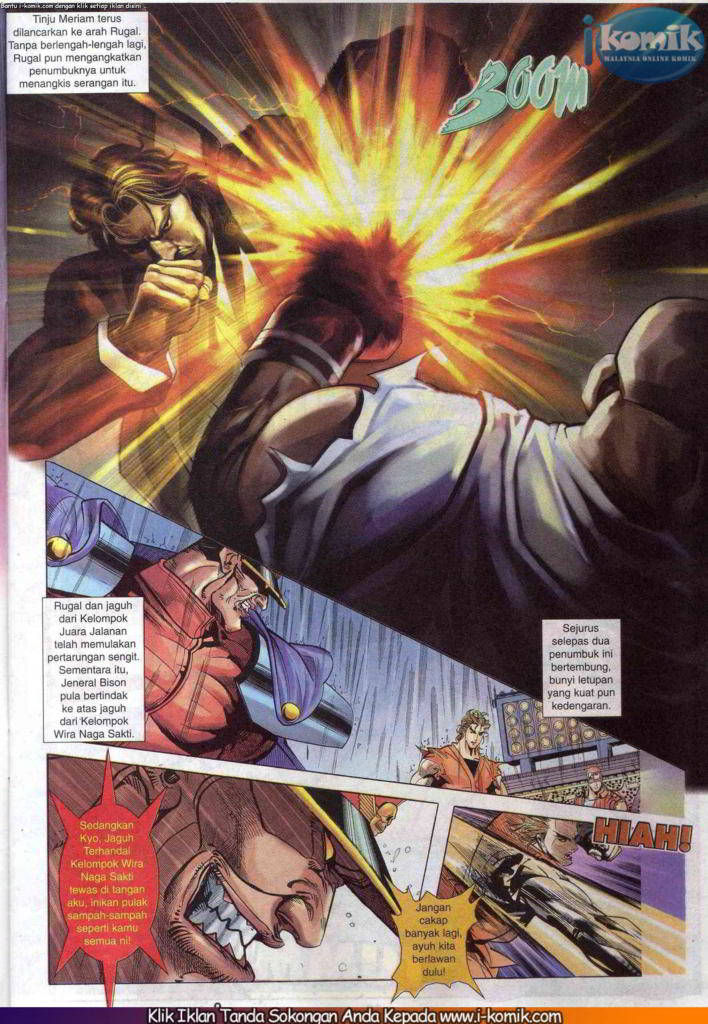 Bantu i-komik.com dengan klik setiap iklan disini
Tinju Meriam terus
dilancarkan ke arah Rugal.
Tanpa berlengah-lengah lagi,
Rugal pun mengangkatkan
penumbuknya untuk
menangkis serangan itu.
ikomik
MALAYSIA ONLINE KOMIK
BOOM
Rugal dan jaguh
dari Kelompok
Juara Jalanan
telah memulakan
pertarungan sengit.
Sementara itu,
Jeneral Bison
pula bertindak
ke atas jaguh
dari Kelompok
Wira Naga Sakti.
Sejurus
selepas dua
penumbuk ini
bertembung,
bunyi letupan
yang kuat pun
kedengaran.
Sedangkan
Kyo, Jaguh
Terhandai
Kelompok Wira
Naga Sakti
tewas di tangan
aku, inikan pulak
sampah-sampah
seperti kamu
semua ni!
Jangan
cakap
banyak lagi,
ayuh kita
berlawan
dulu!
HIAH!
Klik Iklan Tanda Sokongan Anda Kepada www.i-komik.com